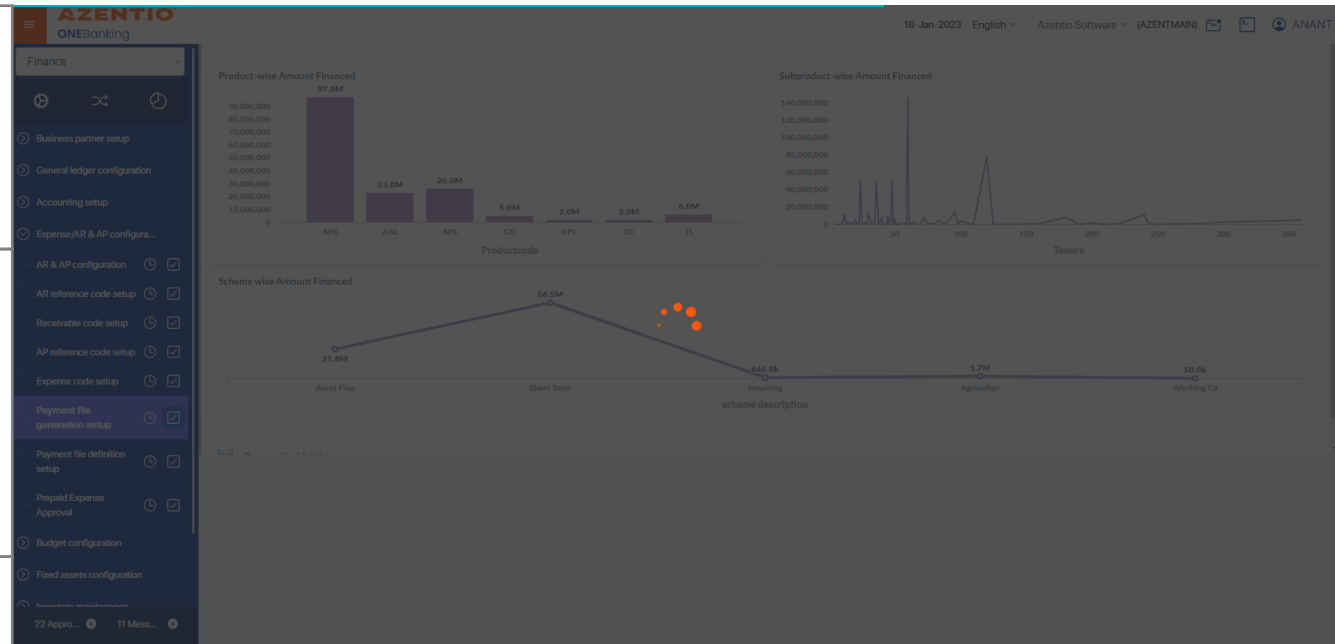 AZENTIO
ONEBanking
18-Jan-2023 English Azentio Software (AZENTMAIN) ANANT
Finance
Business partner setup
General ledger configuration
Accounting setup
Expense/AR & AP configura...
AR & AP configuration
AR reference code setup
Receivable code setup
AP reference code setup
Expense code setup
Payment file
generation setup
Payment file definition
setup
Prepaid Expense
Approval
Budget configuration
Fixed assets configuration
Inventory maintenance
22 Appro... 11 Mess...
Product-wise Amount Financed
97.0M
90,000,000
80,000,000
70,000,000
60,000,000
50,000,000
40,000,000
30,000,000
20,000,000
10,000,000
0
23.0M
26.0M
5.0M
2.0M
2.0M
6.0M
AHL AAL APL CD AFC CC TL
Productcode
Subproduct-wise Amount Financed
140,000,000
120,000,000
100,000,000
80,000,000
60,000,000
40,000,000
20,000,000
0
50 100 150 200 250 300 350
Tenure
Scheme wise Amount Financed
21.8M
56.5M
665.0k
1.7M
50.0k
Asset Fina Short Term Invoicing Agricultur Working Ca
scheme description